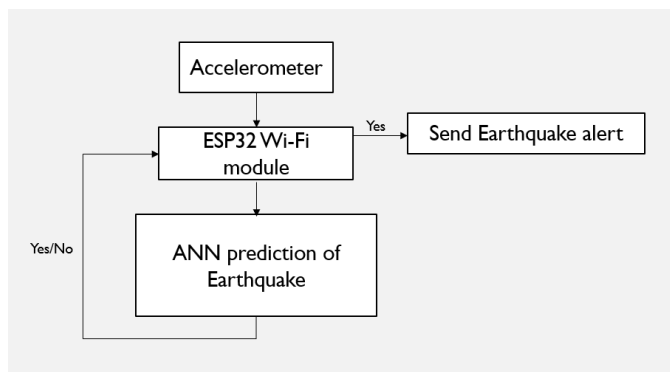 Accelerometer
ESP32 Wi-Fi
module
Yes
Send Earthquake alert
Yes/No
ANN prediction of
Earthquake